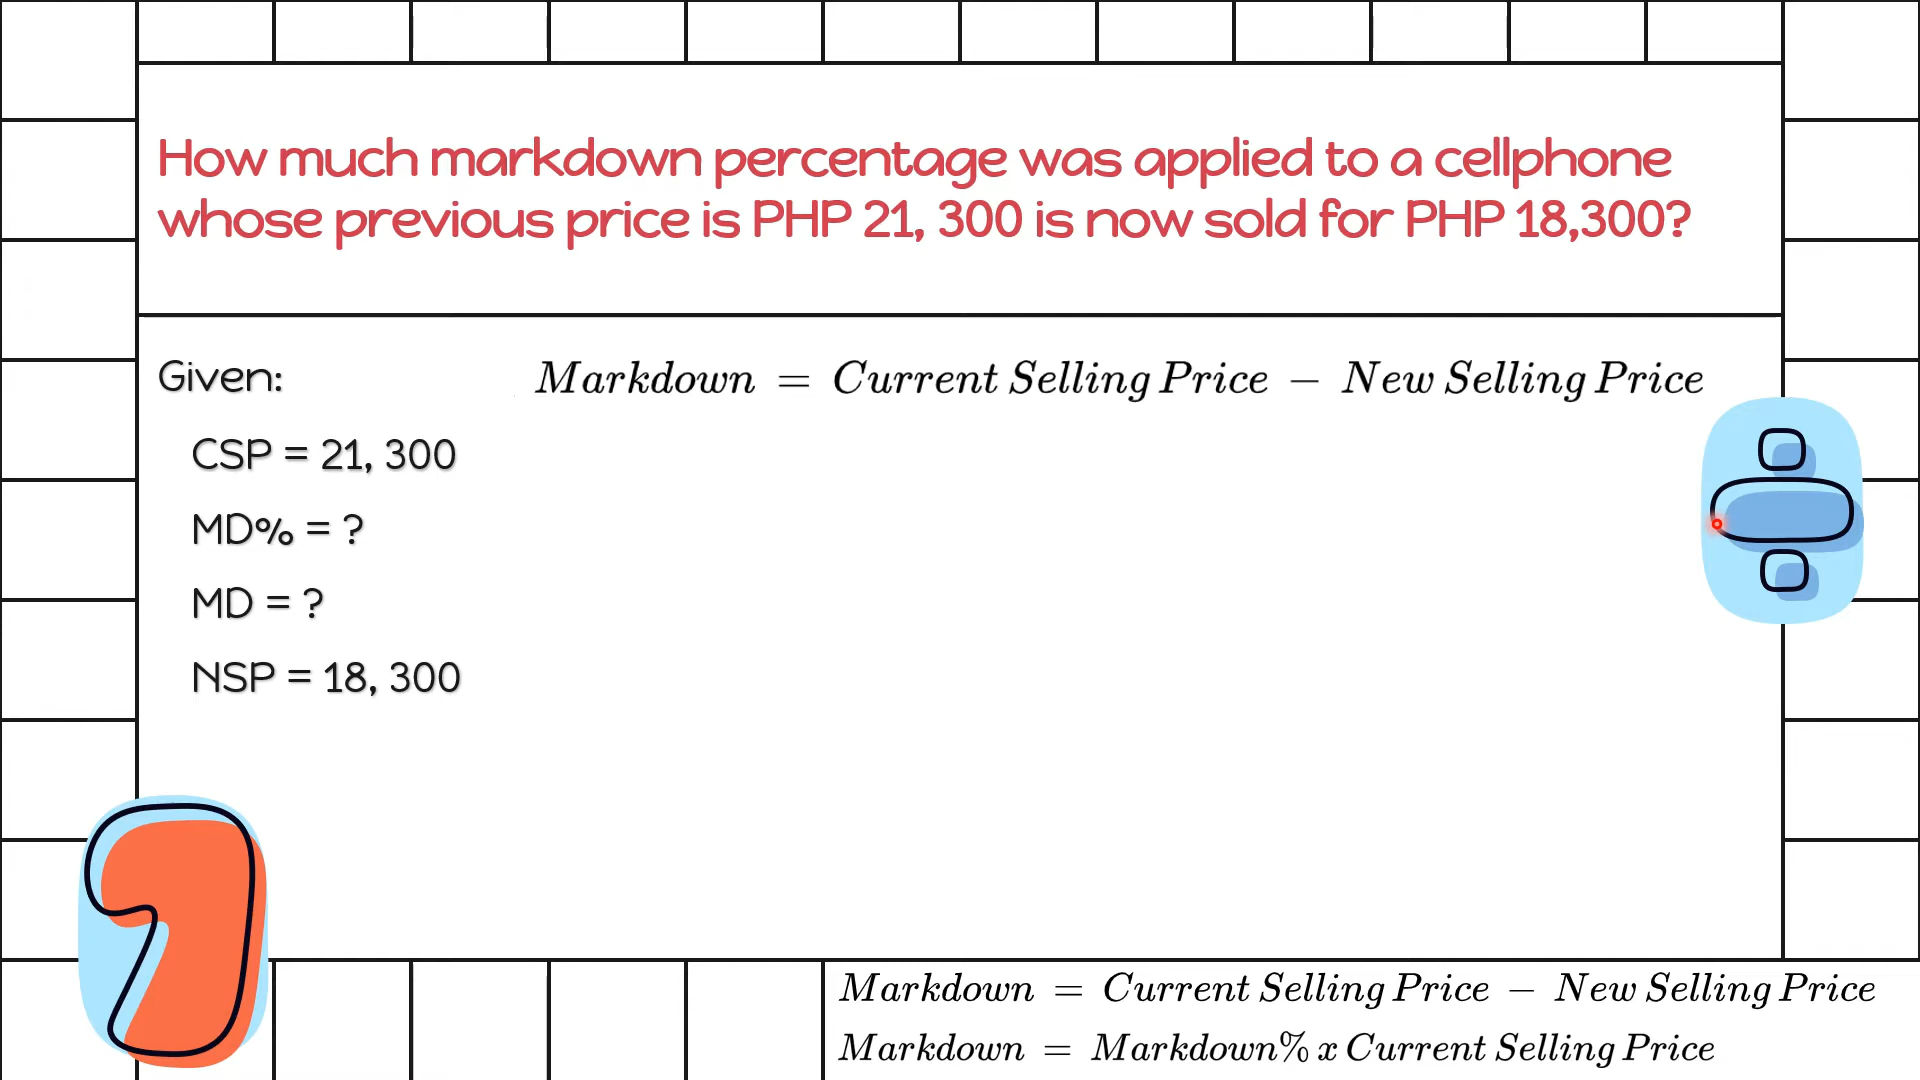 How much markdown percentage was applied to a cellphone
whose previous price is PHP 21, 300 is now sold for PHP 18,300?
Given:
Markdown = Current Selling Price − New Selling Price
CSP = 21, 300
MD% = ?
MD = ?
NSP = 18, 300
Markdown = Current Selling Price − New Selling Price
Markdown = Markdown% x Current Selling Price